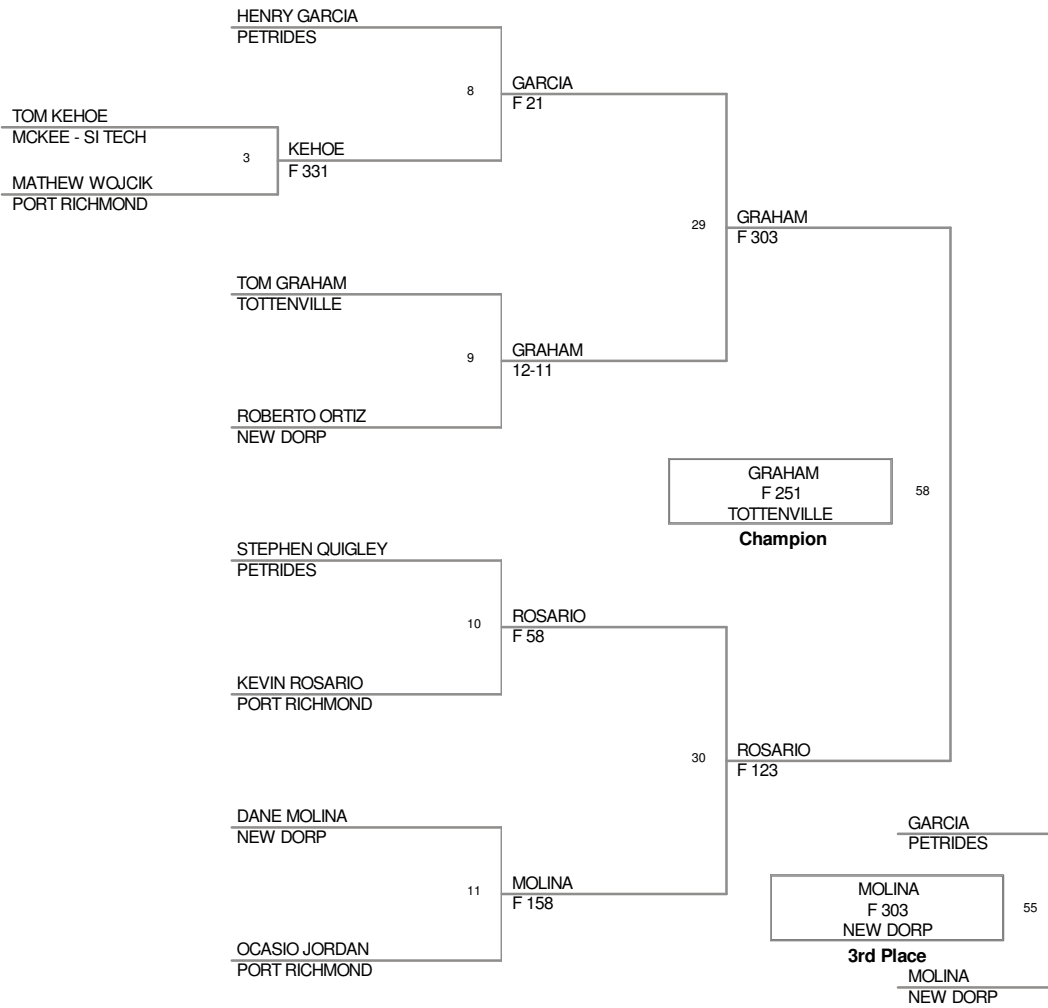 HENRY GARCIA
PETRIDES
8
GARCIA
F 21
TOM KEHOE
MCKEE - SI TECH
3
KEHOE
F 331
MATHEW WOJCIK
PORT RICHMOND
29
GRAHAM
F 303
TOM GRAHAM
TOTTENVILLE
9
GRAHAM
12-11
ROBERTO ORTIZ
NEW DORP
GRAHAM
F 251
TOTTENVILLE
58
Champion
STEPHEN QUIGLEY
PETRIDES
10
ROSARIO
F 58
KEVIN ROSARIO
PORT RICHMOND
30
ROSARIO
F 123
DANE MOLINA
NEW DORP
11
MOLINA
F 158
OCASIO JORDAN
PORT RICHMOND
GARCIA
PETRIDES
MOLINA
F 303
NEW DORP
55
3rd Place
MOLINA
NEW DORP